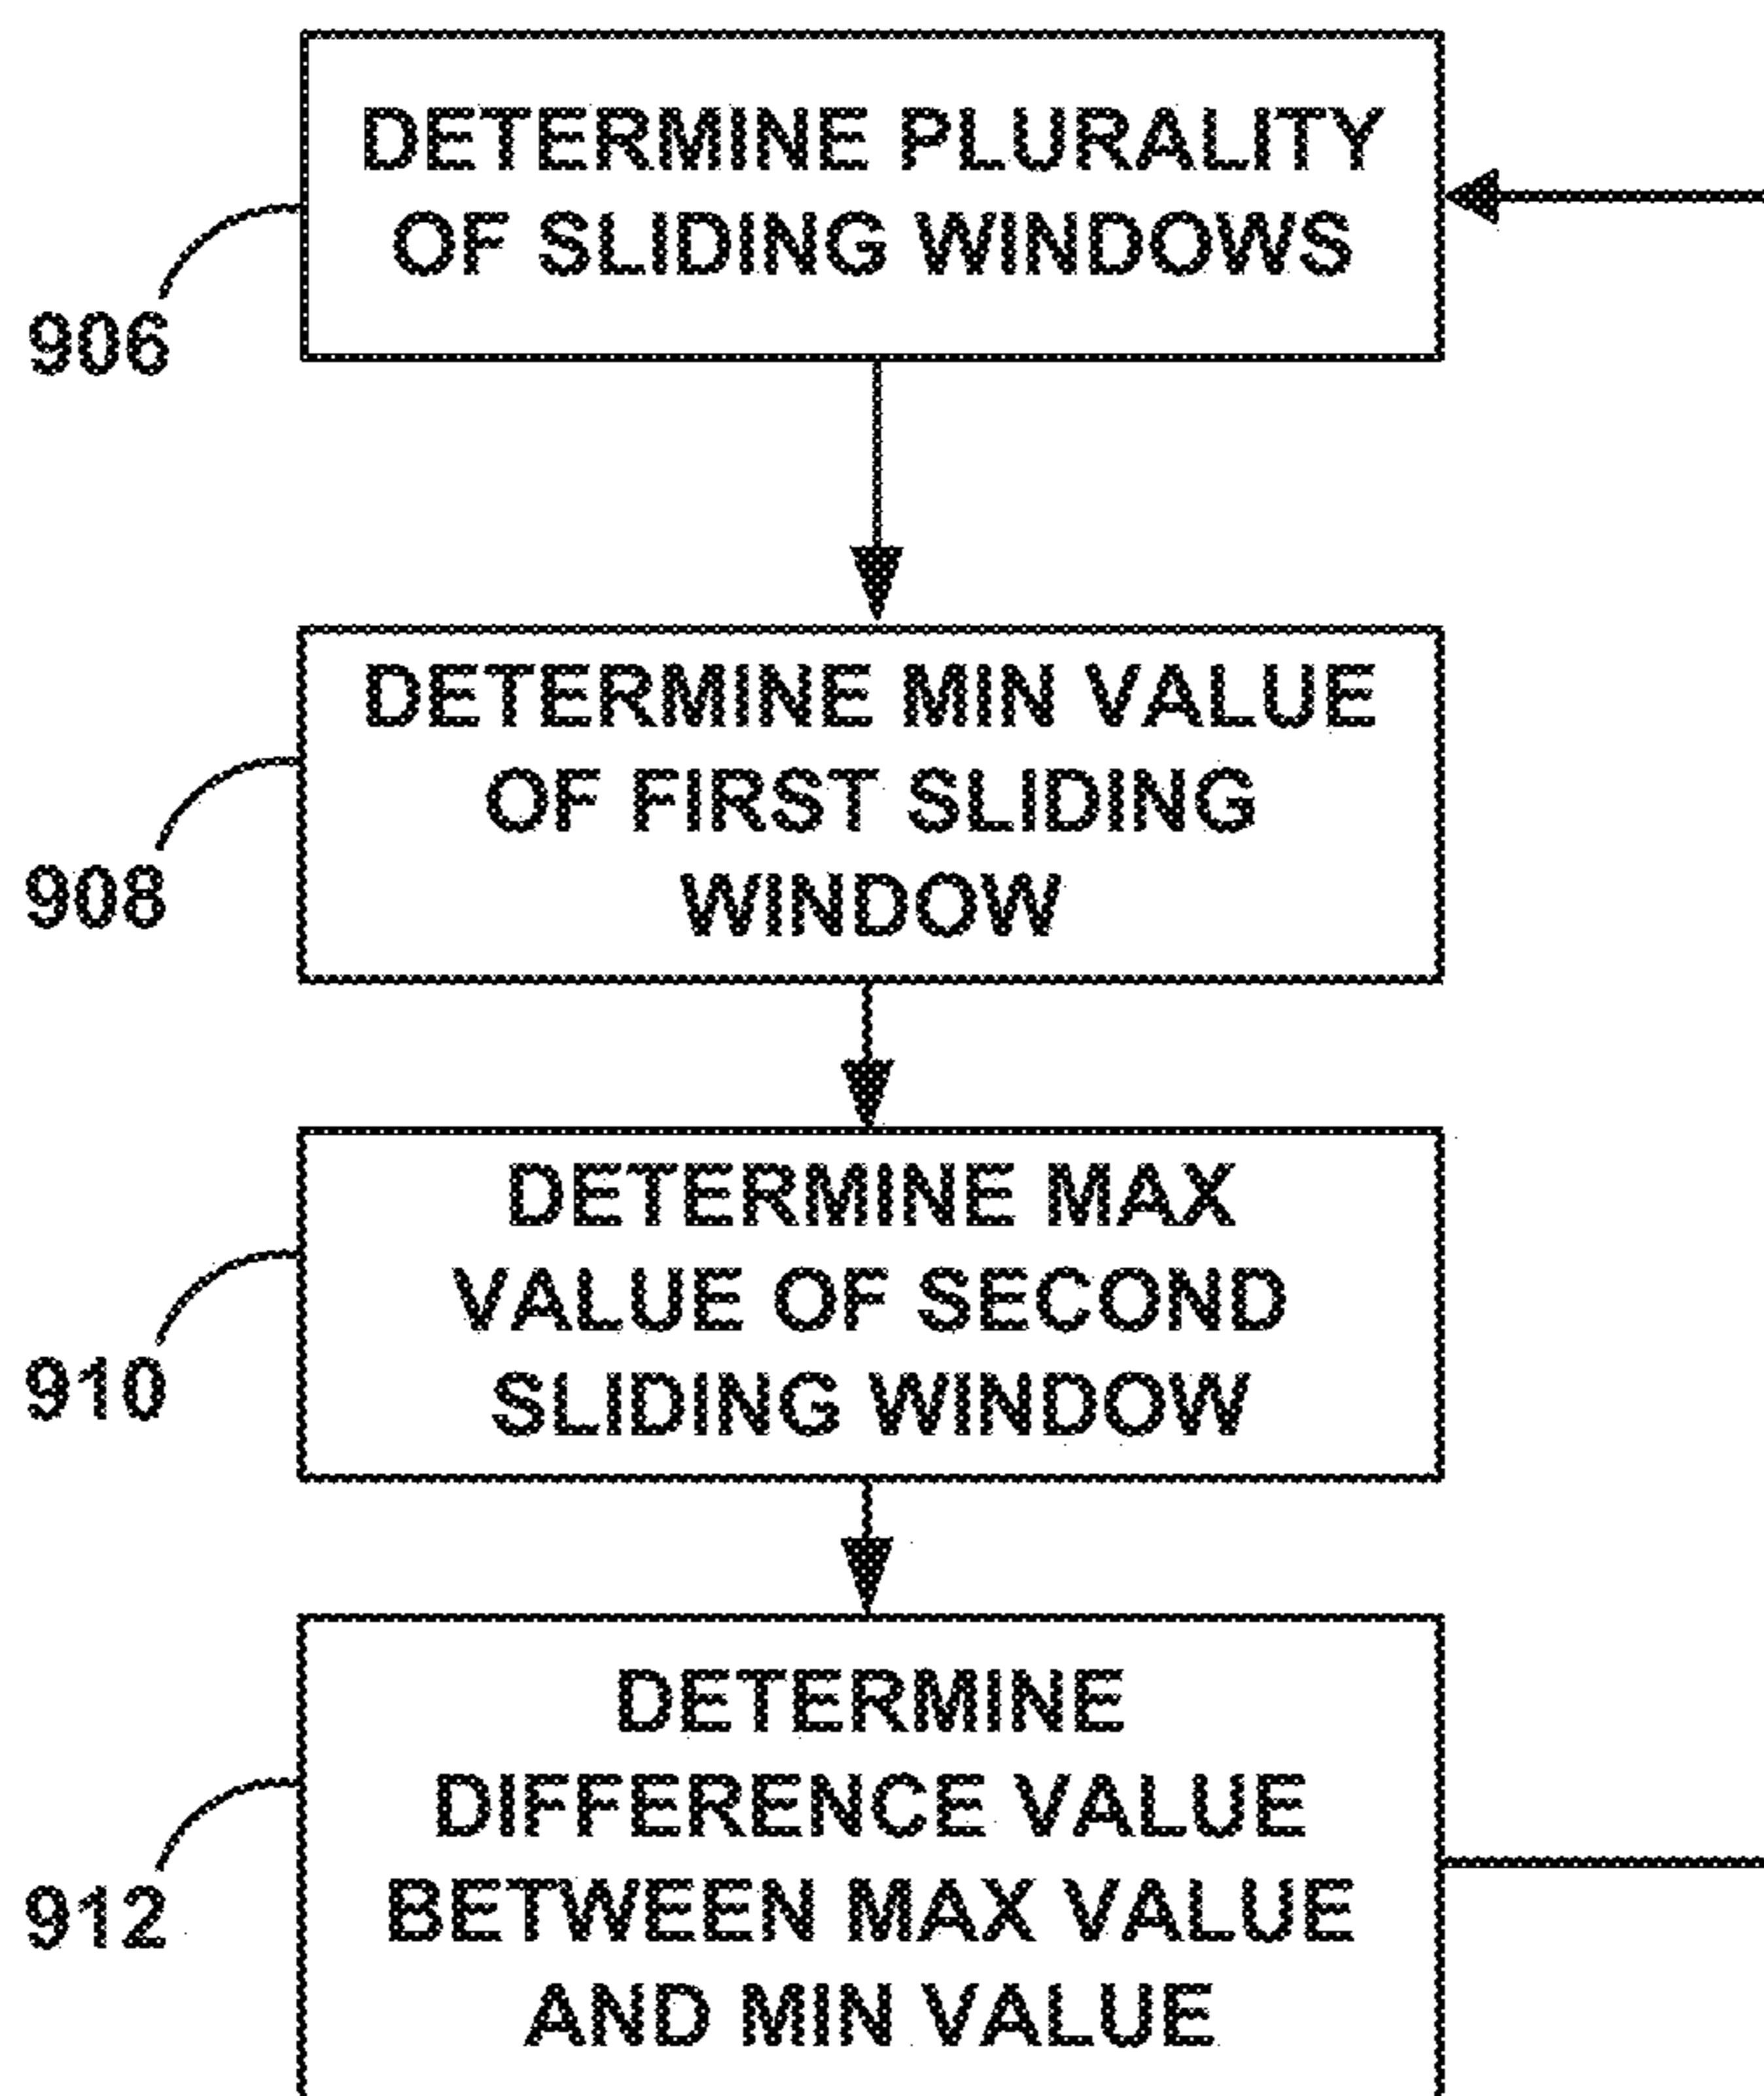 DETERMINE PLURALITY
OF SLIDING WINDOWS
906
DETERMINE MIN VALUE
OF FIRST SLIDING
WINDOW
908
DETERMINE MAX
VALUE OF SECOND
SLIDING WINDOW
910
DETERMINE
DIFFERENCE VALUE
BETWEEN MAX VALUE
AND MIN VALUE
912